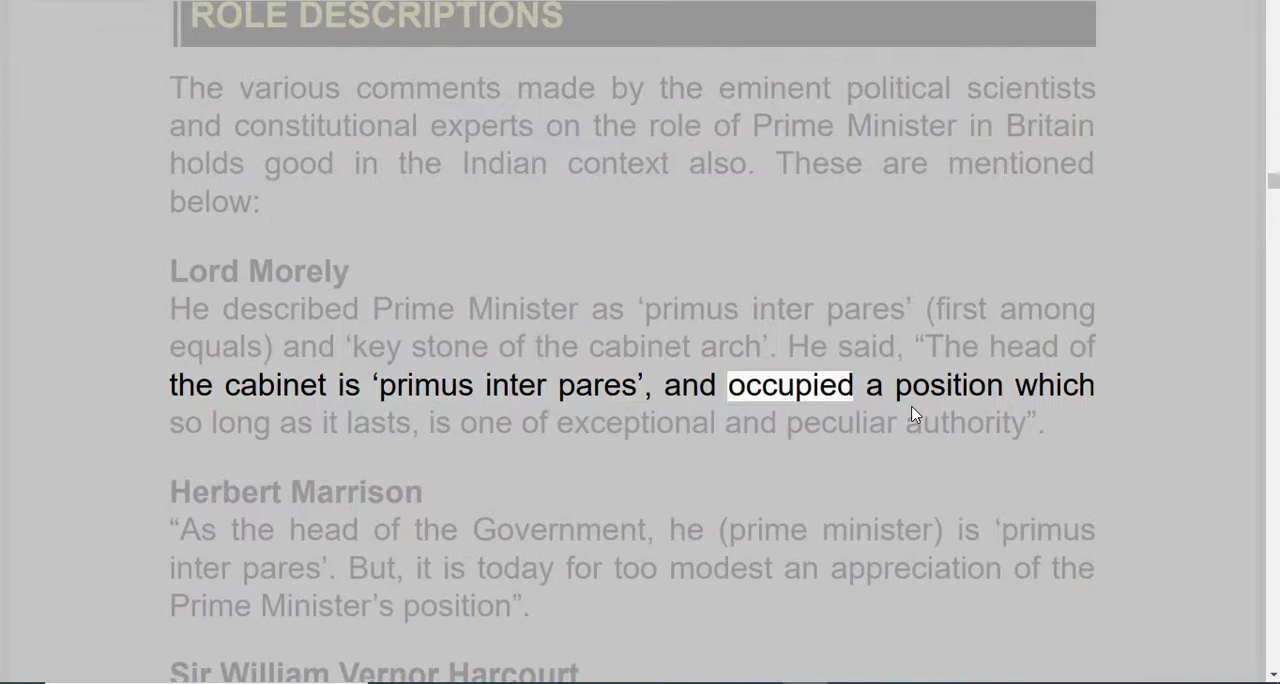 ROLE DESCRIPTIONS
The various comments made by the eminent political scientists
and constitutional experts on the role of Prime Minister in Britain
holds good in the Indian context also. These are mentioned
below:
Lord Morely
He described Prime Minister as ‘primus inter pares’ (first among
equals) and ‘key stone of the cabinet arch’. He said, “The head of
the cabinet is ‘primus inter pares’, and occupied a position which
so long as it lasts, is one of exceptional and peculiar authority”.
Herbert Marrison
“As the head of the Government, he (prime minister) is ‘primus
inter pares’. But, it is today for too modest an appreciation of the
Prime Minister’s position”.
Sir William Vernor Harcourt